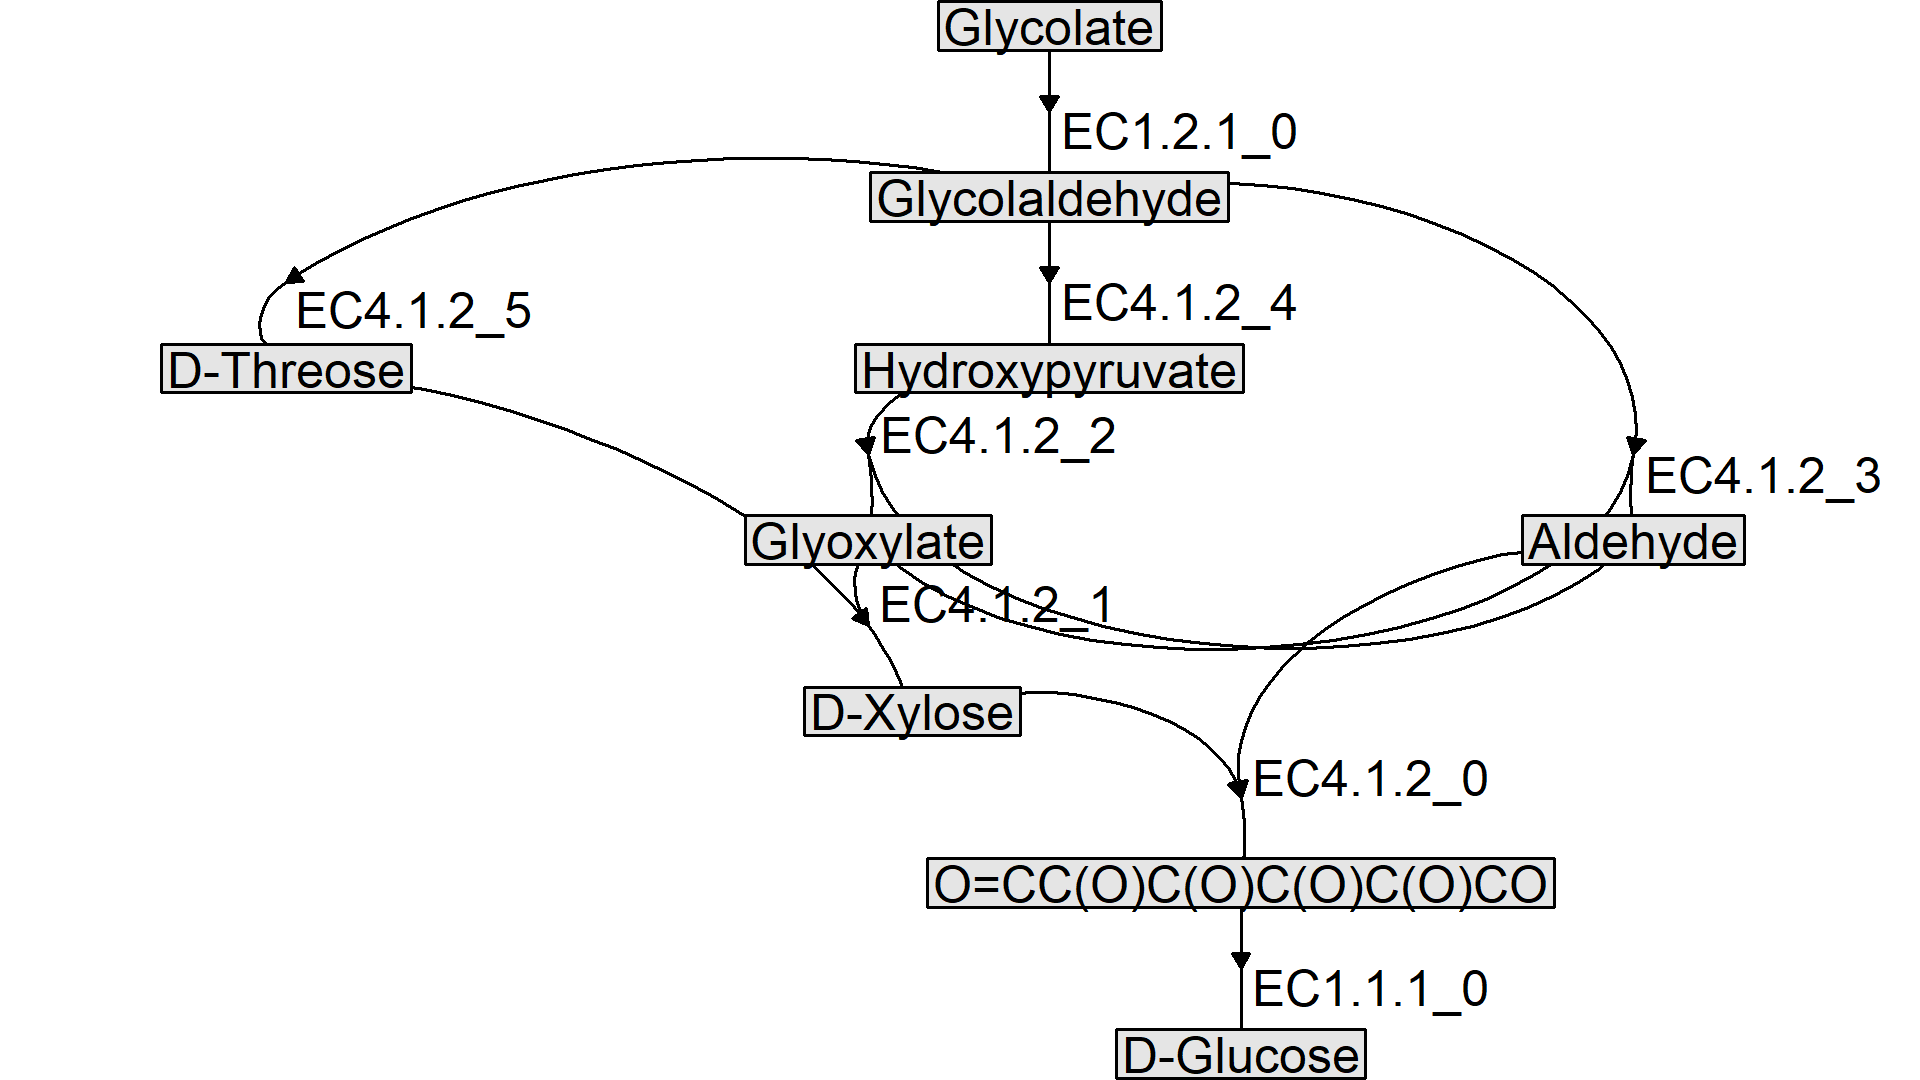 Glycolate
EC1.2.1_0
Glycolaldehyde
EC4.1.2_5
EC4.1.2_4
D-Threose
Hydroxypyruvate
EC4.1.2_2
EC4.1.2_3
Glyoxylate
Aldehyde
EC4.1.2_1
D-Xylose
EC4.1.2_0
O=CC(O)C(O)C(O)C(O)CO
EC1.1.1_0
D-Glucose